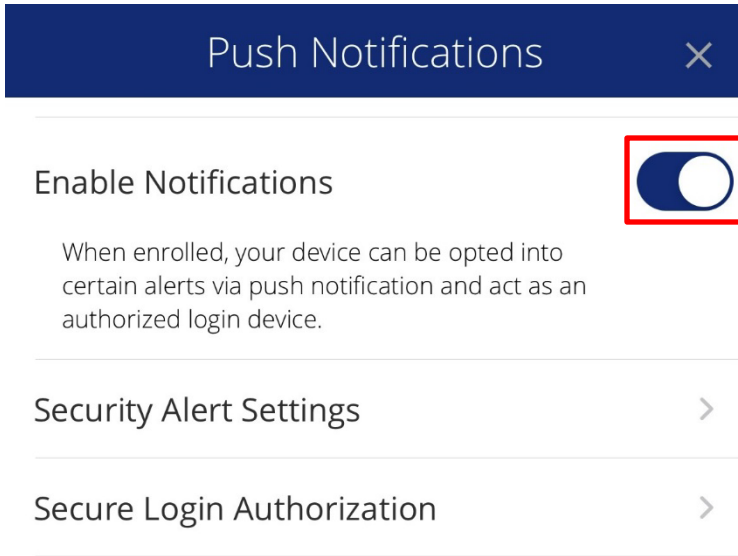 Push Notifications
Enable Notifications
When enrolled, your device can be opted into
certain alerts via push notification and act as an
authorized login device.
Security Alert Settings
Secure Login Authorization